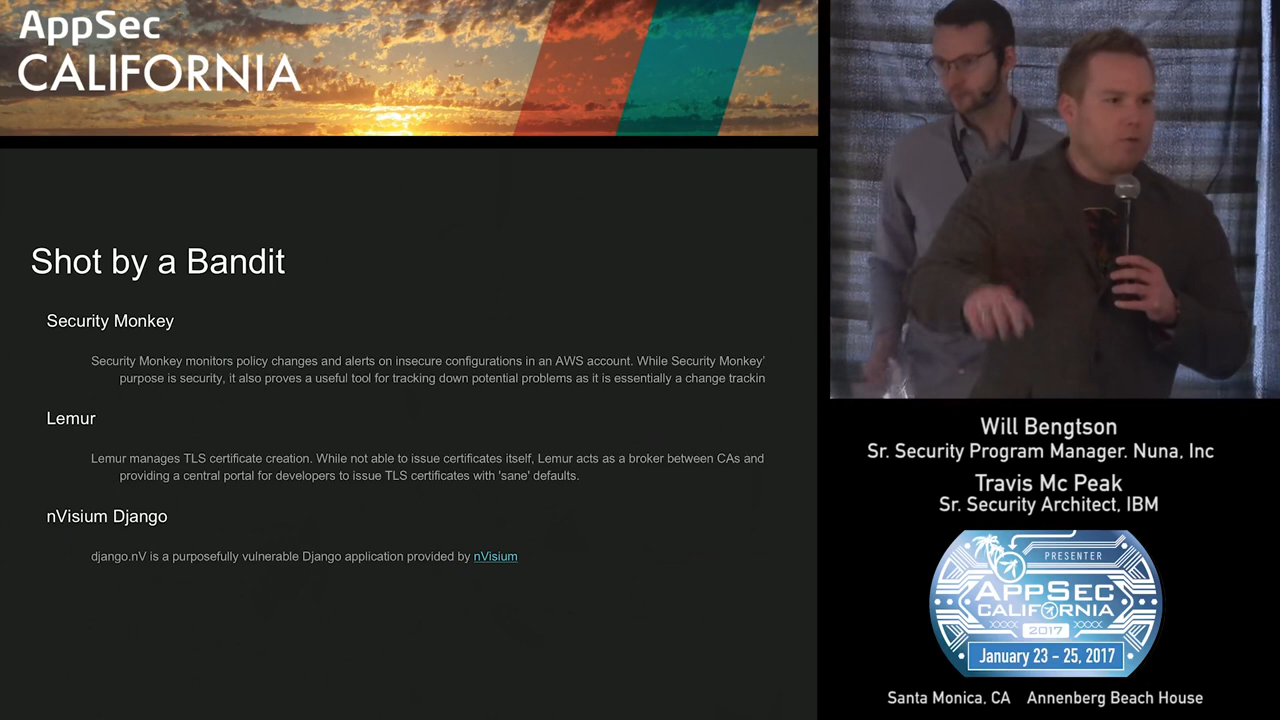 AppSec
CALIFORNIA
Shot by a Bandit
Security Monkey
Security Monkey monitors policy changes and alerts on insecure configurations in an AWS account. While Security Monkey'
purpose is security, it also proves a useful tool for tracking down potential problems as it is essentially a change trackin
Lemur
Lemur manages TLS certificate creation. While not able to issue certificates itself, Lemur acts as a broker between CAs and
providing a central portal for developers to issue TLS certificates with 'sane' defaults.
nVisium Django
django.nV is a purposefully vulnerable Django application provided by nVisium
Will Bengtson
Sr. Security Program Manager. Nuna, Inc
Travis Mc Peak
Sr. Security Architect, IBM
PRESENTER
APPSEC
CALIFORNIA
XXXX 2017 XXXX
January 23 - 25, 2017
Santa Monica, CA Annenberg Beach House